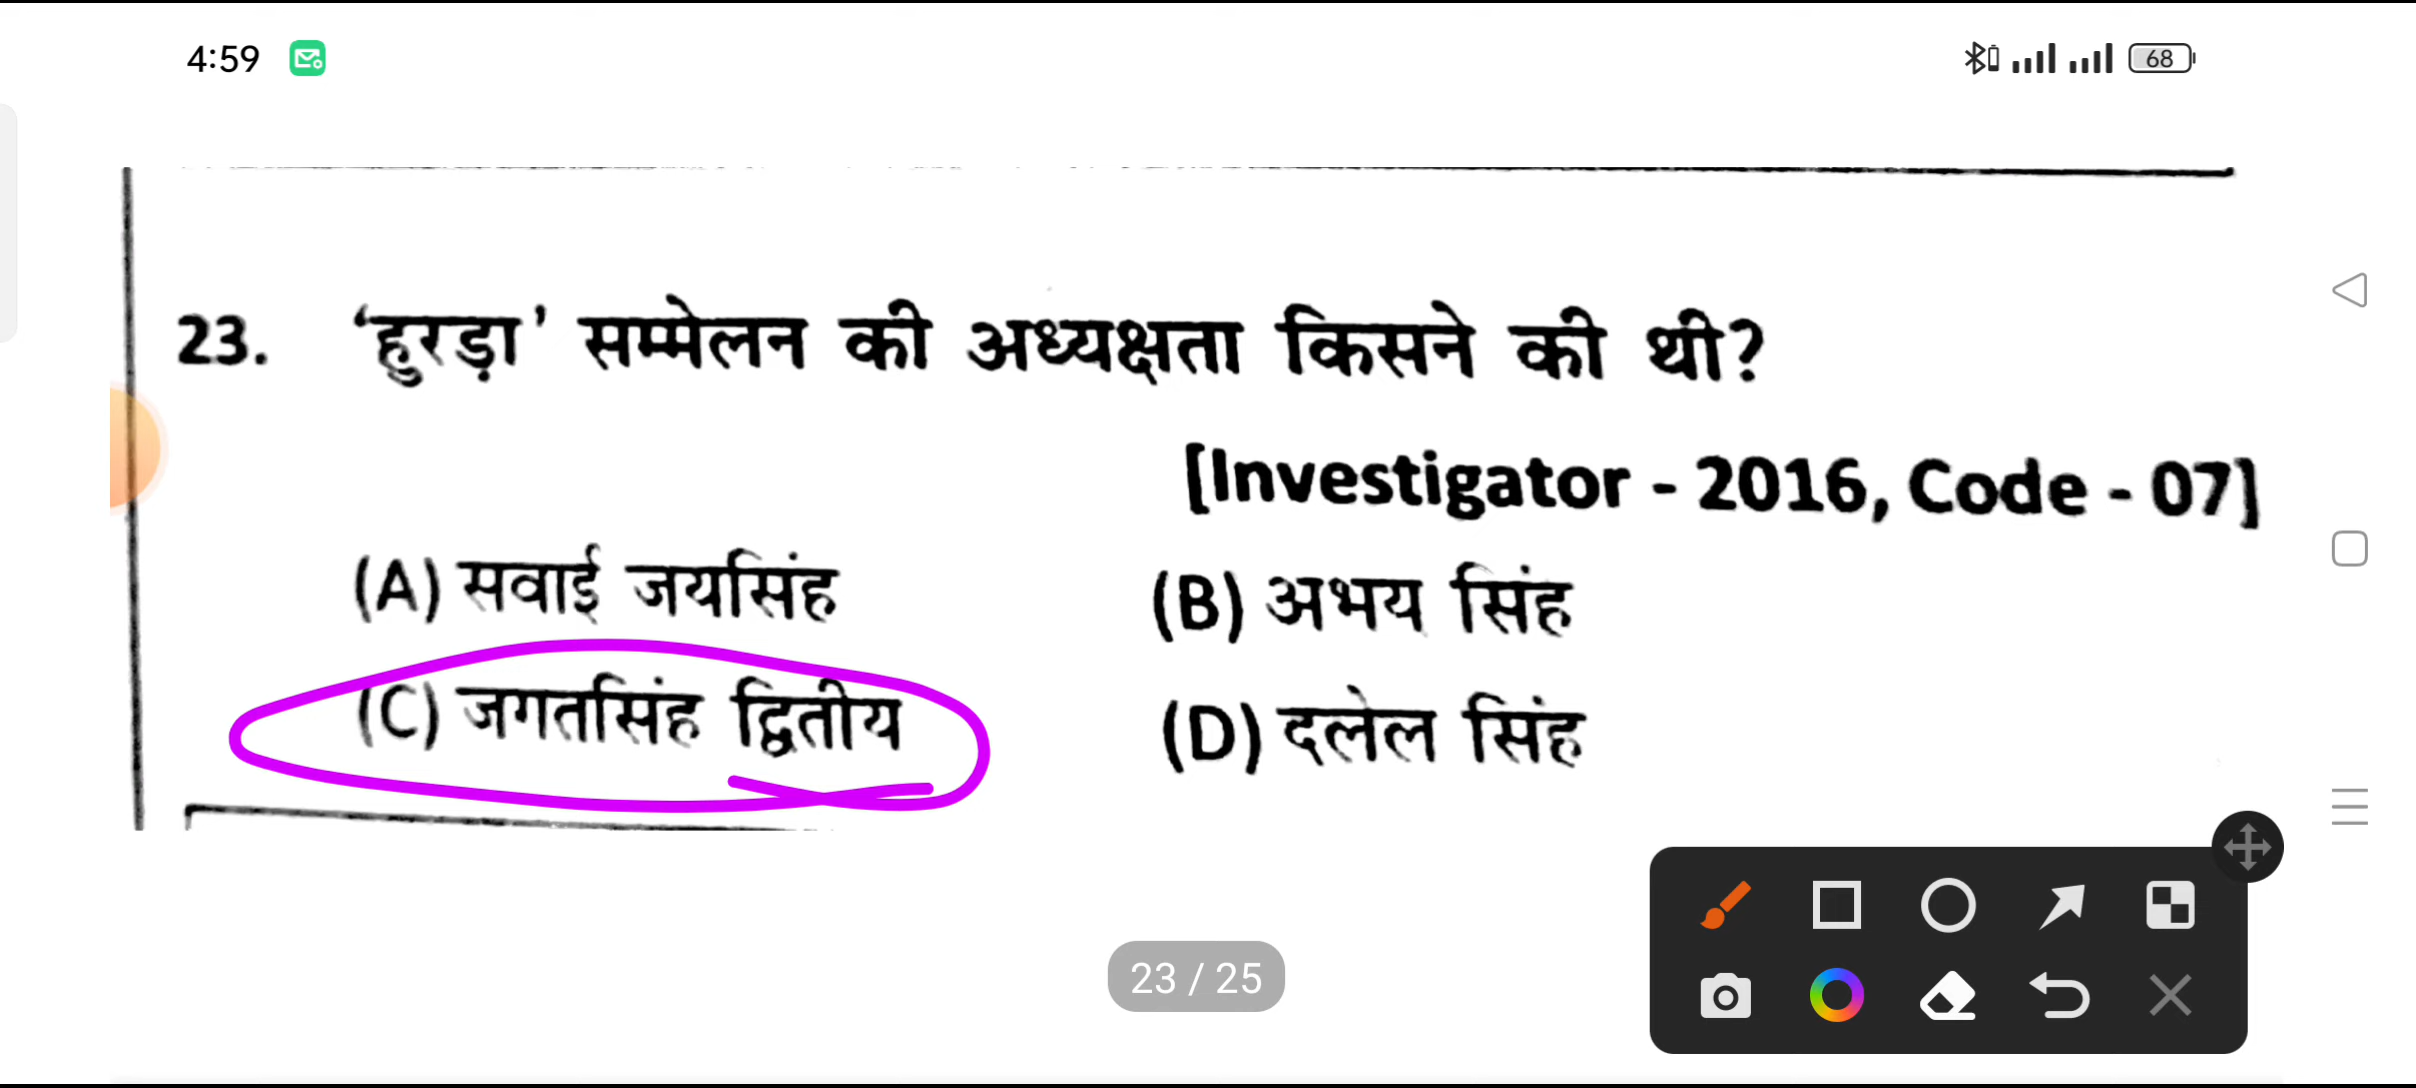 4:59
68
23. ‘हुरड़ा’ सम्मेलन की अध्यक्षता किसने की थी?
[Investigator - 2016, Code - 07]
(A) सवाई जयसिंह (B) अभय सिंह
(C) जगतसिंह द्वितीय (D) दलेल सिंह
23 / 25